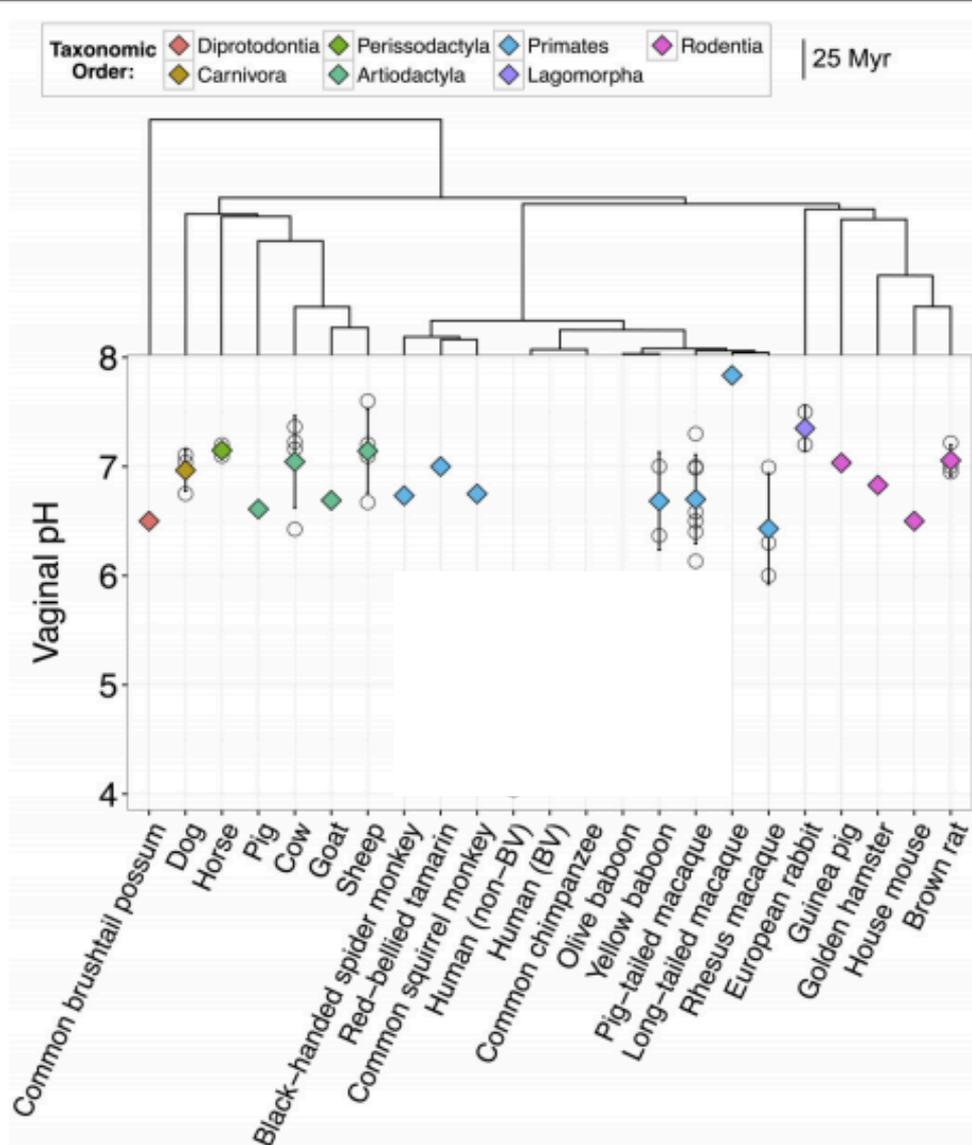 Taxonomic Order:
Diprotodontia
Perissodactyla
Primates
Rodentia
Carnivora
Artiodactyla
Lagomorpha
25 Myr
8
7
6
5
4
Vaginal pH
Common brushtail possum
Dog
Horse
Pig
Cow
Goat
Sheep
Black-handed spider monkey
Red-bellied tamarin
Common squirrel monkey
Human (non-BV)
Human (BV)
Common chimpanzee
Olive baboon
Yellow baboon
Pig-tailed macaque
Long-tailed macaque
Rhesus macaque
European rabbit
Guinea pig
Golden hamster
House mouse
Brown rat